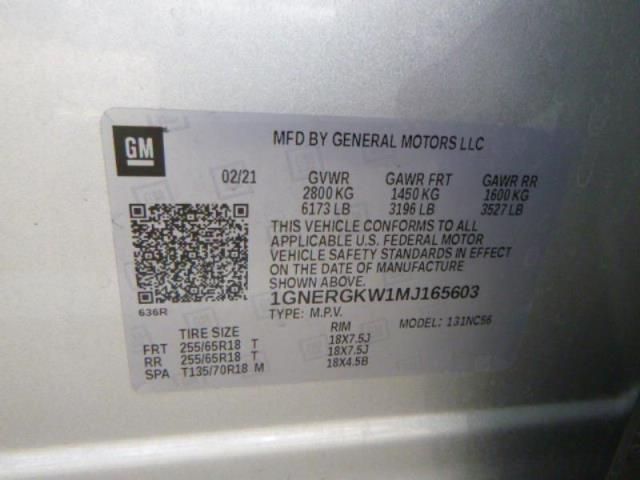 GM
MFD BY GENERAL MOTORS LLC
02/21 GVWR GAWR FRT GAWR RR
2800 KG 1450 KG 1600 KG
6173 LB 3196 LB 3527 LB
THIS VEHICLE CONFORMS TO ALL
APPLICABLE U.S. FEDERAL MOTOR
VEHICLE SAFETY STANDARDS IN EFFECT
ON THE DATE OF MANUFACTURE
SHOWN ABOVE.
1GNERGKW1MJ165603
636R
TYPE: M.P.V. MODEL: 131NC56
TIRE SIZE RIM
FRT 255/65R18 T 18X7.5J
RR 255/65R18 T 18X7.5J
SPA T135/70R18 M 18X4.5B